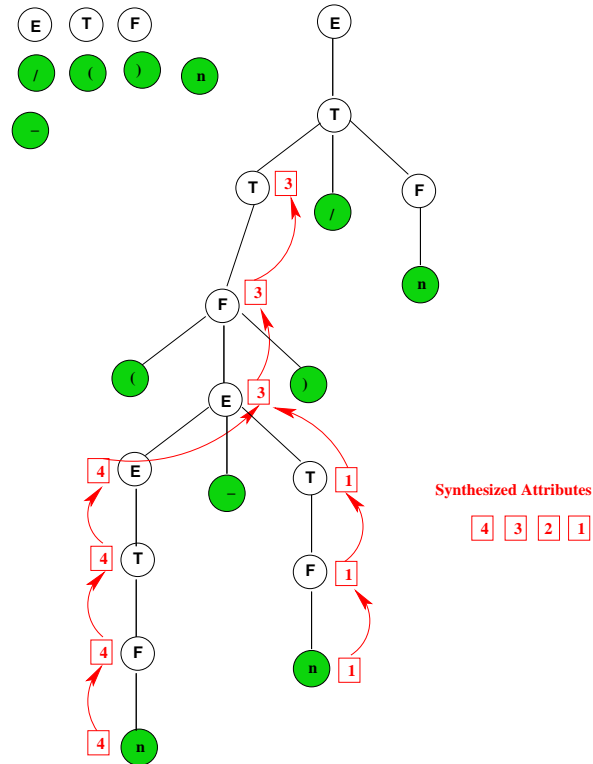 E T F
E
/ ( ) n
T
–
T 3
F
/
n
3
F
( )
3
E
4 E
T 1
–
Synthesized Attributes
4 3 2 1
4 T
F 1
4 F
n 1
4 n